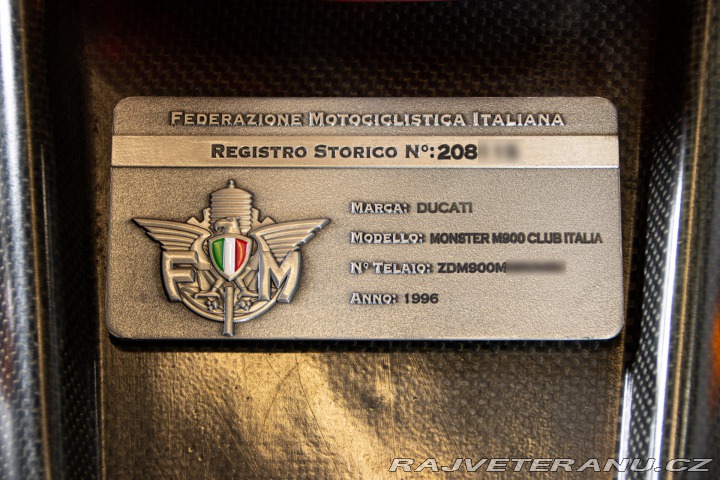 Federazione Motociclistica Italiana
Registro Storico N°: 208
Marca: DUCATI
Modello: MONSTER M900 CLUB ITALIA
N° Telaio: ZDM900M
Anno: 1996
F M I
RAJVETERANU.CZ